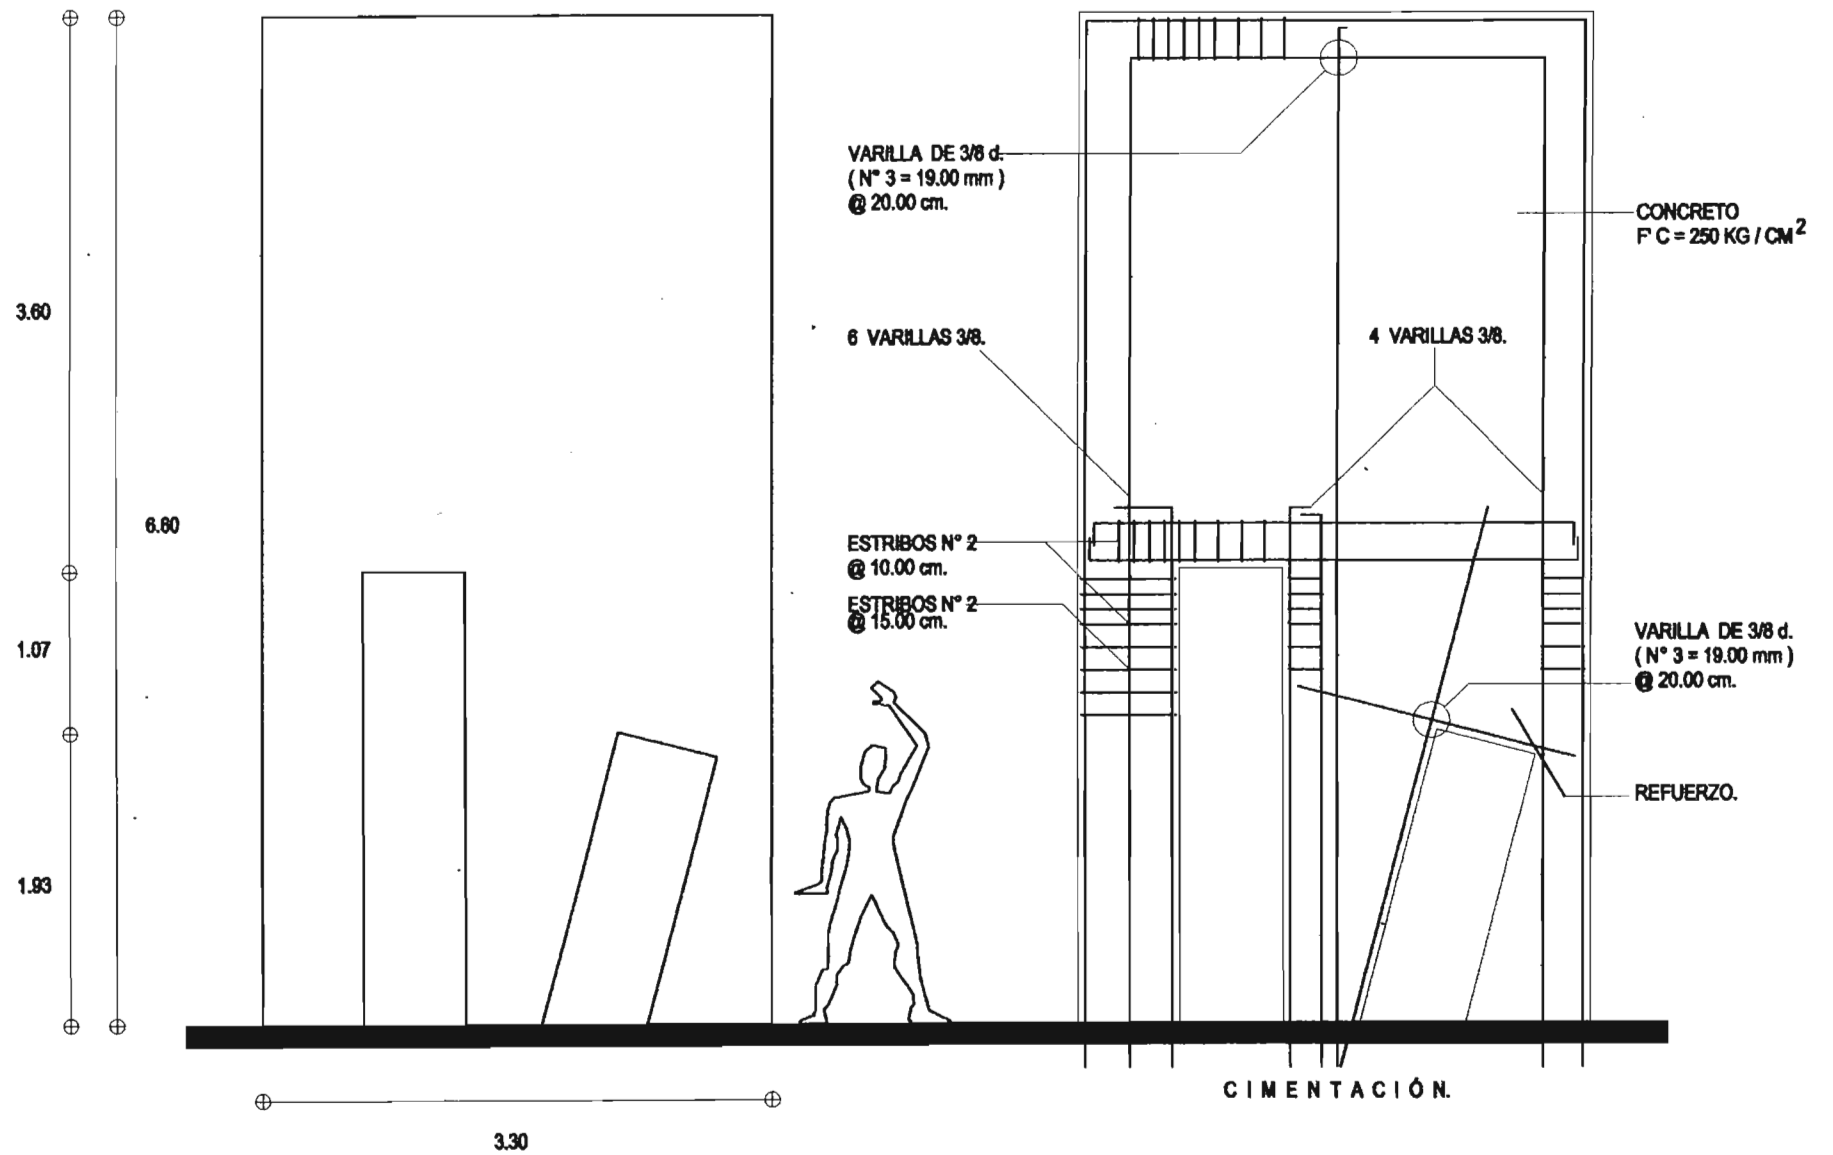 VARILLA DE 3/8 d.
( N° 3 = 19.00 mm )
@ 20.00 cm.
CONCRETO
F' C = 250 KG / CM 2
3.60
6 VARILLAS 3/8.
4 VARILLAS 3/8.
6.60
ESTRIBOS N° 2
@ 10.00 cm.
ESTRIBOS N° 2
@ 15.00 cm.
1.07
VARILLA DE 3/8 d.
( N° 3 = 19.00 mm )
@ 20.00 cm.
REFUERZO.
1.93
CIMENTACIÓN.
3.30